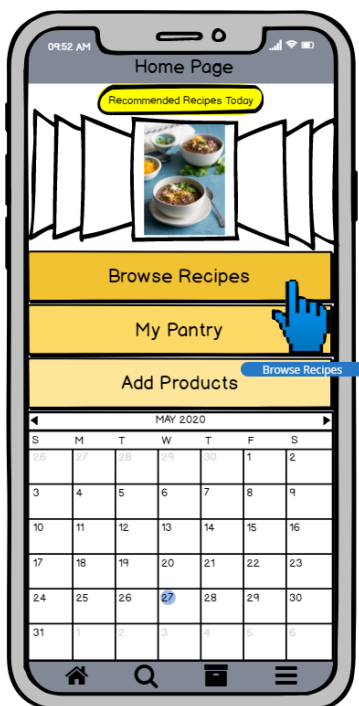 09:52 AM
Home Page
Recommended Recipes Today
Browse Recipes
My Pantry
Browse Recipes
Add Products
MAY 2020
S M T W T F S
26 27 28 29 30 1 2
3 4 5 6 7 8 9
10 11 12 13 14 15 16
17 18 19 20 21 22 23
24 25 26 27 28 29 30
31 1 2 3 4 5 6